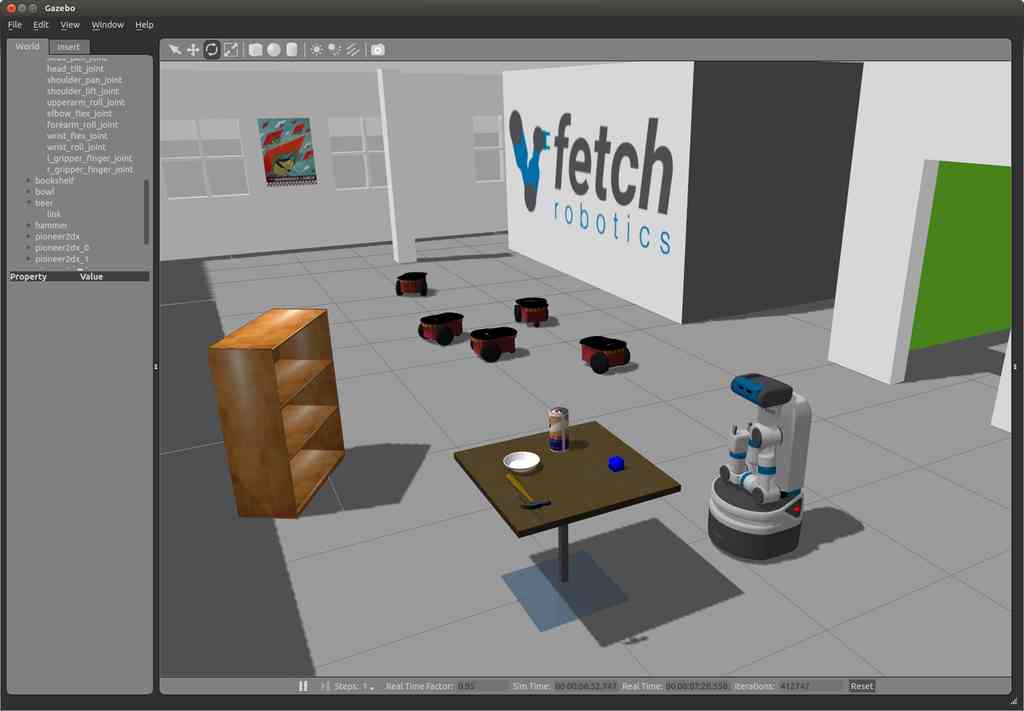 Gazebo
File Edit View Window Help
World Insert
head_tilt_joint
shoulder_pan_joint
shoulder_lift_joint
upperarm_roll_joint
elbow_flex_joint
forearm_roll_joint
wrist_flex_joint
wrist_roll_joint
l_gripper_finger_joint
r_gripper_finger_joint
bookshelf
bowl
beer
link
hammer
pioneer2dx
pioneer2dx_0
pioneer2dx_1
Property Value
fetch
robotics
Steps: 1 Real Time Factor: 0.95 Sim Time: 00 00:06:52.747 Real Time: 00 00:07:26.558 Iterations: 412747 Reset